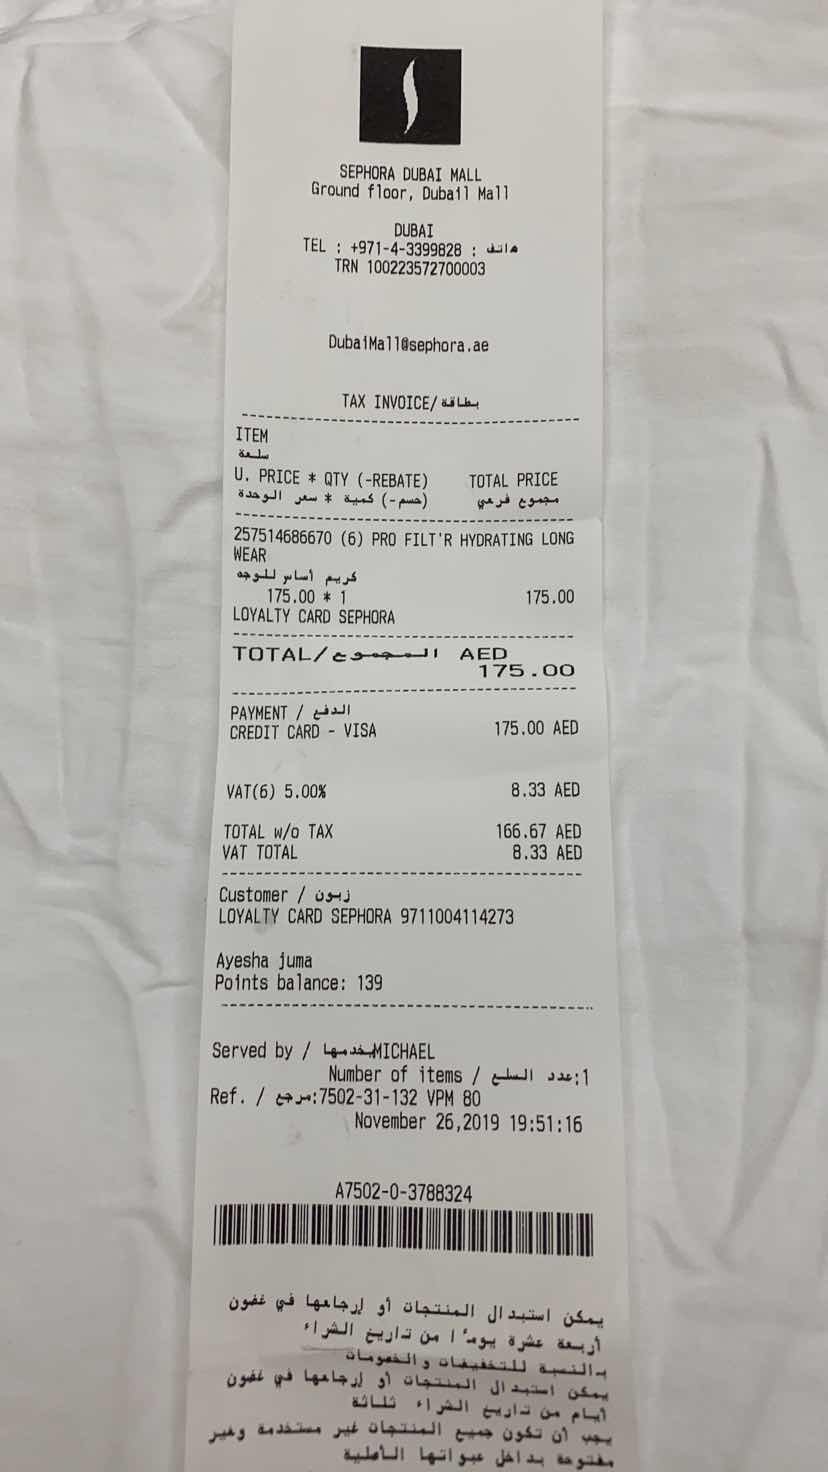 SEPHORA DUBAI MALL
Ground floor, Dubail Mall
DUBAI
TEL : +971-4-3399828 : هاتف
TRN 100223572700003
DubaiMall@sephora.ae
TAX INVOICE/بطاقة
ITEM
سلعة
U. PRICE * QTY (-REBATE) TOTAL PRICE
(حسم-) كمية * سعر الوحدة مجموع فرعي
257514686670 (6) PRO FILT'R HYDRATING LONG
WEAR
كريم أساس للوجه
175.00 * 1 175.00
LOYALTY CARD SEPHORA
TOTAL/المجموع AED
175.00
PAYMENT / الدفع
CREDIT CARD - VISA 175.00 AED
VAT(6) 5.00% 8.33 AED
TOTAL w/o TAX 166.67 AED
VAT TOTAL 8.33 AED
Customer / زبون
LOYALTY CARD SEPHORA 9711004114273
Ayesha juma
Points balance: 139
Served by / يخدمها:MICHAEL
Number of items / عدد السلع:1
Ref. / مرجع:7502-31-132 VPM 80
November 26,2019 19:51:16
A7502-0-3788324
يمكن استبدال المنتجات أو إرجاعها في غضون
أربعة عشرة يومًا من تاريخ الشراء
بالنسبة للتخفيضات والخصومات
يمكن استبدال المنتجات أو إرجاعها في غضون
أيام من تاريخ الشراء ثلاثة
يجب أن تكون جميع المنتجات غير مستخدمة وغير
مفتوحة بداخل عبواتها الأصلية